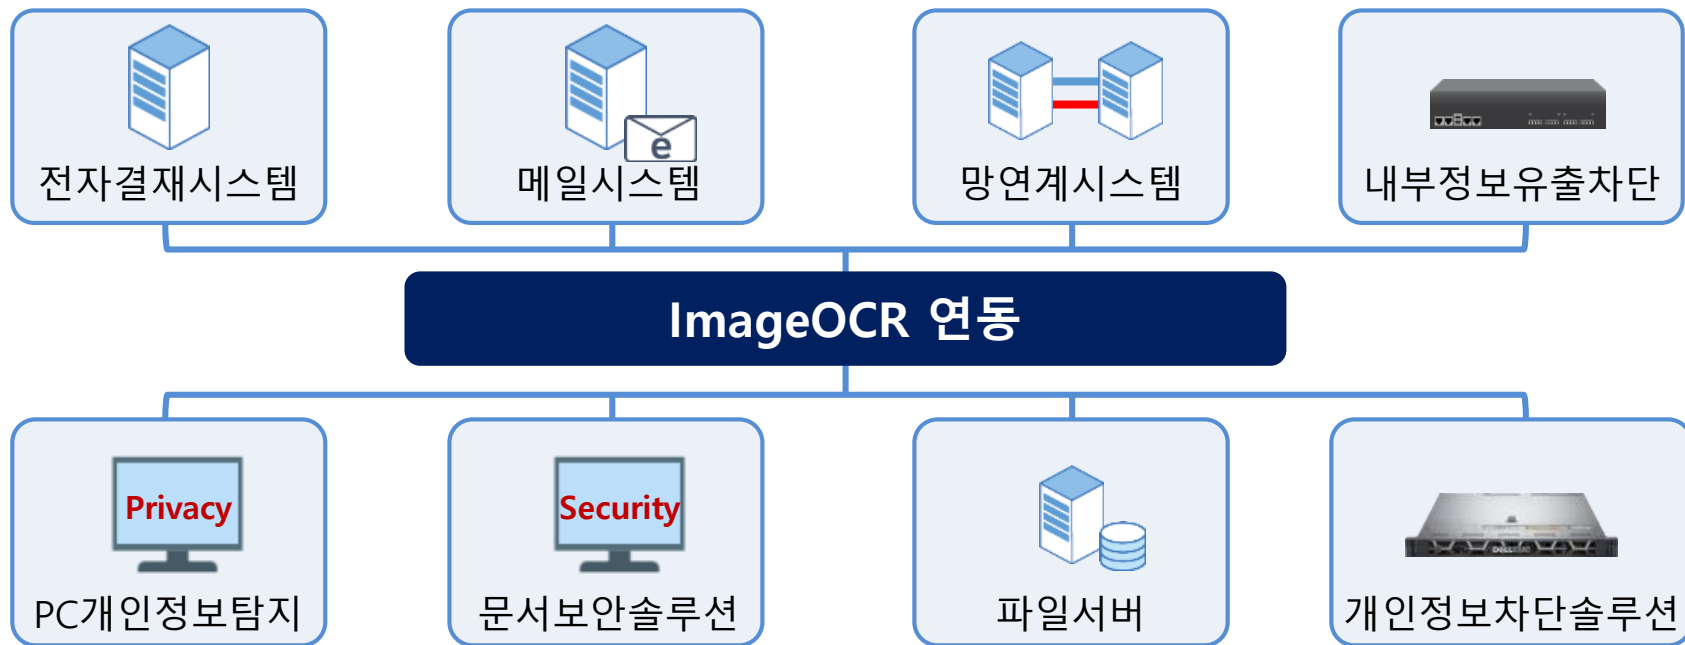 전자결재시스템
e
메일시스템
망연계시스템
내부정보유출차단
ImageOCR 연동
Privacy
PC개인정보탐지
Security
문서보안솔루션
파일서버
DELL EMC
개인정보차단솔루션